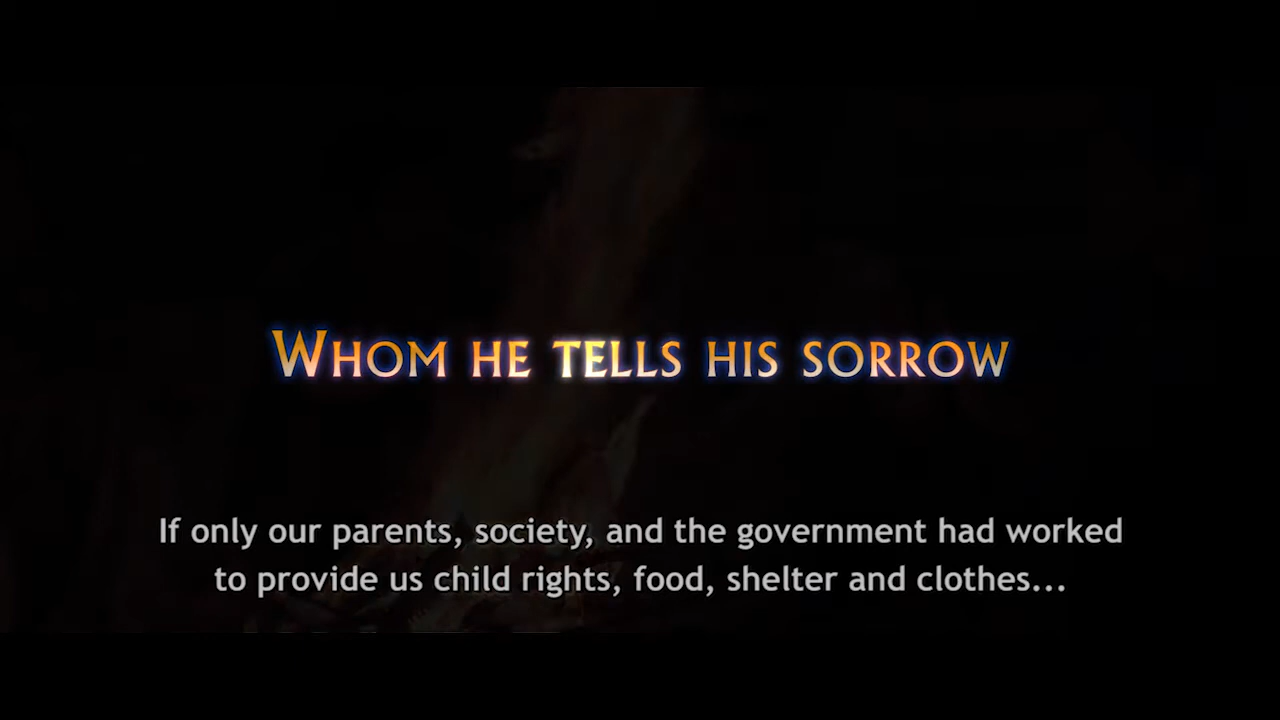 Whom he tells his sorrow
If only our parents, society, and the government had worked
to provide us child rights, food, shelter and clothes...